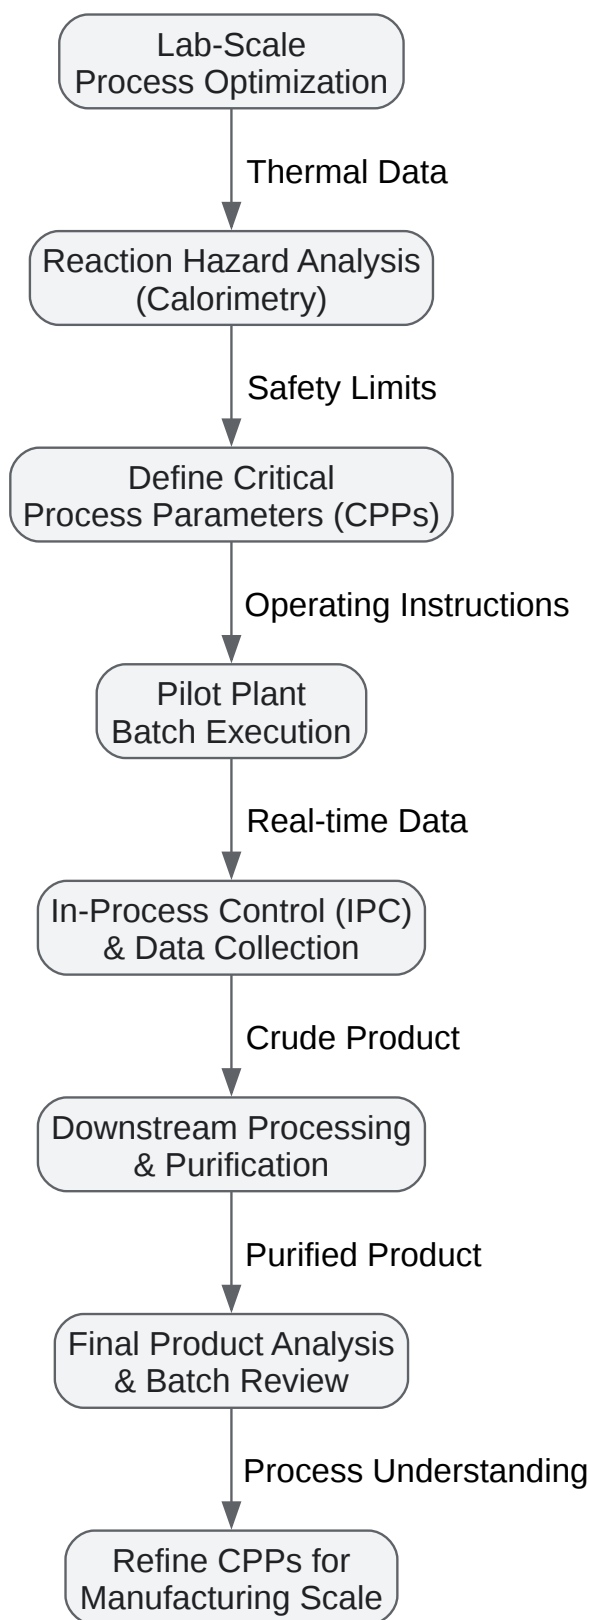 Lab-Scale
Process Optimization
Thermal Data
Reaction Hazard Analysis
(Calorimetry)
Safety Limits
Define Critical
Process Parameters (CPPs)
Operating Instructions
Pilot Plant
Batch Execution
Real-time Data
In-Process Control (IPC)
& Data Collection
Crude Product
Downstream Processing
& Purification
Purified Product
Final Product Analysis
& Batch Review
Process Understanding
Refine CPPs for
Manufacturing Scale